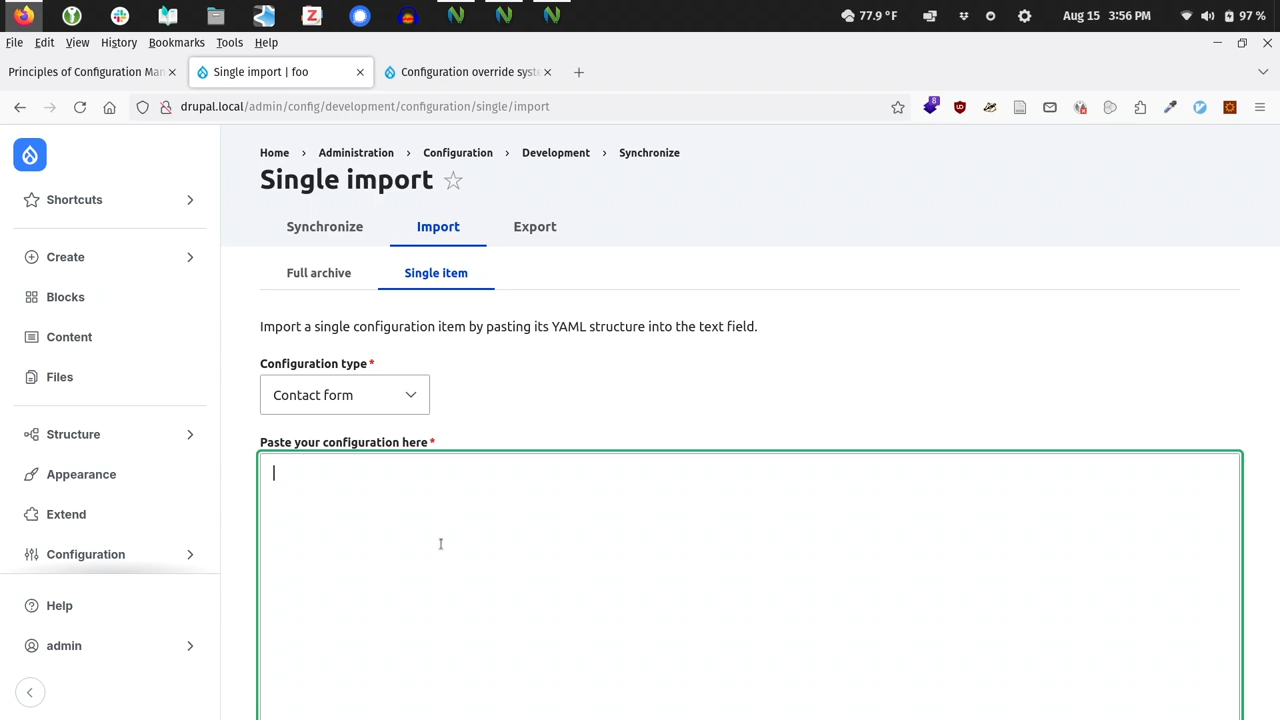 77.9 °F
Aug 15 3:56 PM
97 %
File Edit View History Bookmarks Tools Help
Principles of Configuration Man
Single import | foo
Configuration override syst
drupal.local/admin/config/development/configuration/single/import
8
Home › Administration › Configuration › Development › Synchronize
Single import
Synchronize Import Export
Full archive Single item
Import a single configuration item by pasting its YAML structure into the text field.
Configuration type *
Contact form
Paste your configuration here *
Shortcuts
Create
Blocks
Content
Files
Structure
Appearance
Extend
Configuration
Help
admin